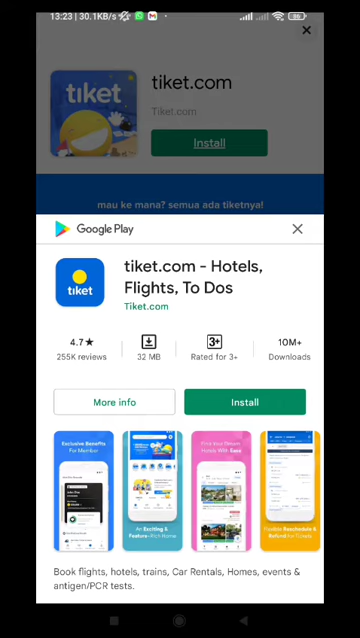 13:23 | 30.1KB/s
tiket.com
Tiket.com
tiket
Install
mau ke mana? semua ada tiketnya!
Google Play
tiket
tiket.com - Hotels,
Flights, To Dos
Tiket.com
4.7★
255K reviews
32 MB
3+
Rated for 3+
10M+
Downloads
More info
Install
Exclusive Benefits
For Member
An Exciting &
Feature-Rich Home
Find Your Dream
Hotels With Ease
Flexible Reschedule &
Refund for Tickets
Book flights, hotels, trains, Car Rentals, Homes, events &
antigen/PCR tests.